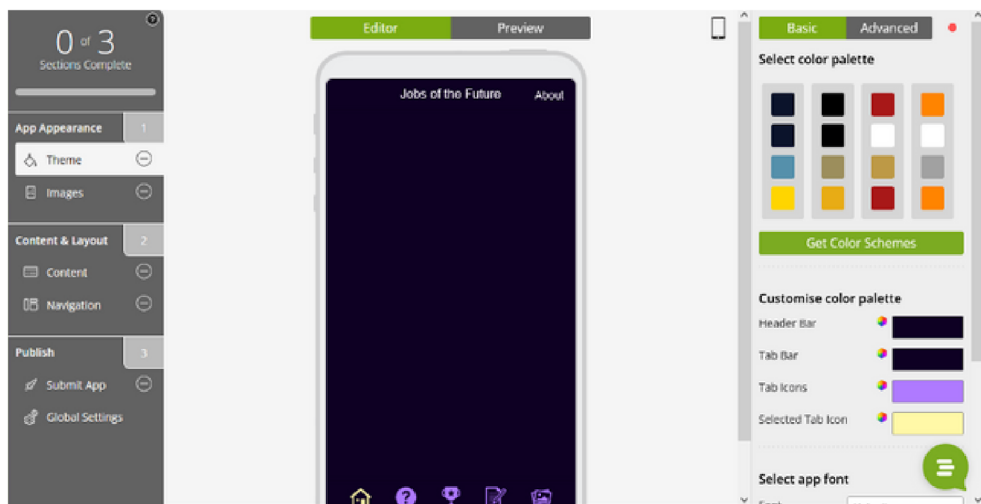 0 of 3
Sections Complete
App Appearance 1
Theme
Images
Content & Layout 2
Content
Navigation
Publish 3
Submit App
Global Settings
Editor Preview
Jobs of the Future About
Basic Advanced
Select color palette
Get Color Schemes
Customise color palette
Header Bar
Tab Bar
Tab Icons
Selected Tab Icon
Select app font